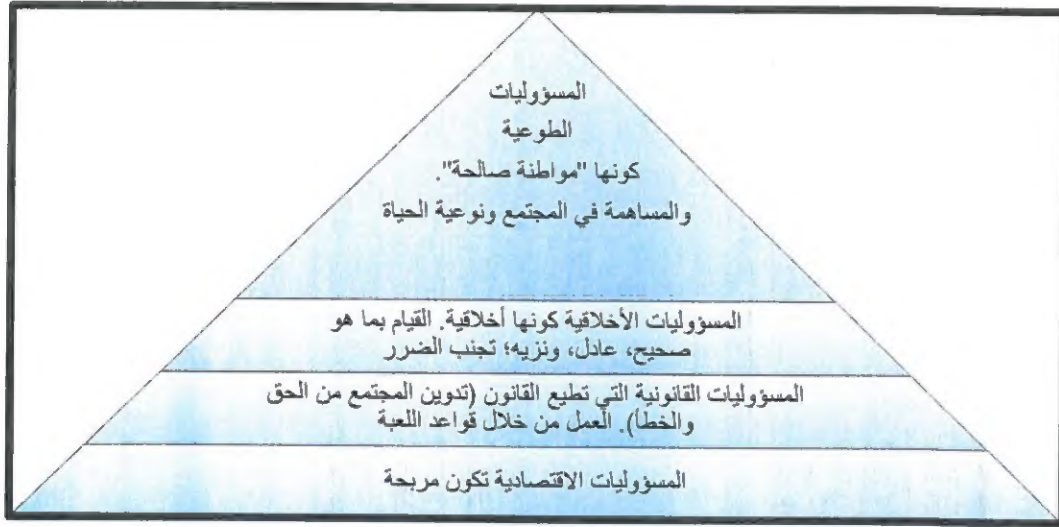 المسؤوليات
الطوعية
كونها "مواطنة صالحة".
والمساهمة في المجتمع ونوعية الحياة
المسؤوليات الأخلاقية كونها أخلاقية. القيام بما هو
صحيح، عادل، ونزيه؛ تجنب الضرر
المسؤوليات القانونية التي تطيع القانون (تدوين المجتمع من الحق
والخطأ). العمل من خلال قواعد اللعبة
المسؤوليات الاقتصادية تكون مربحة